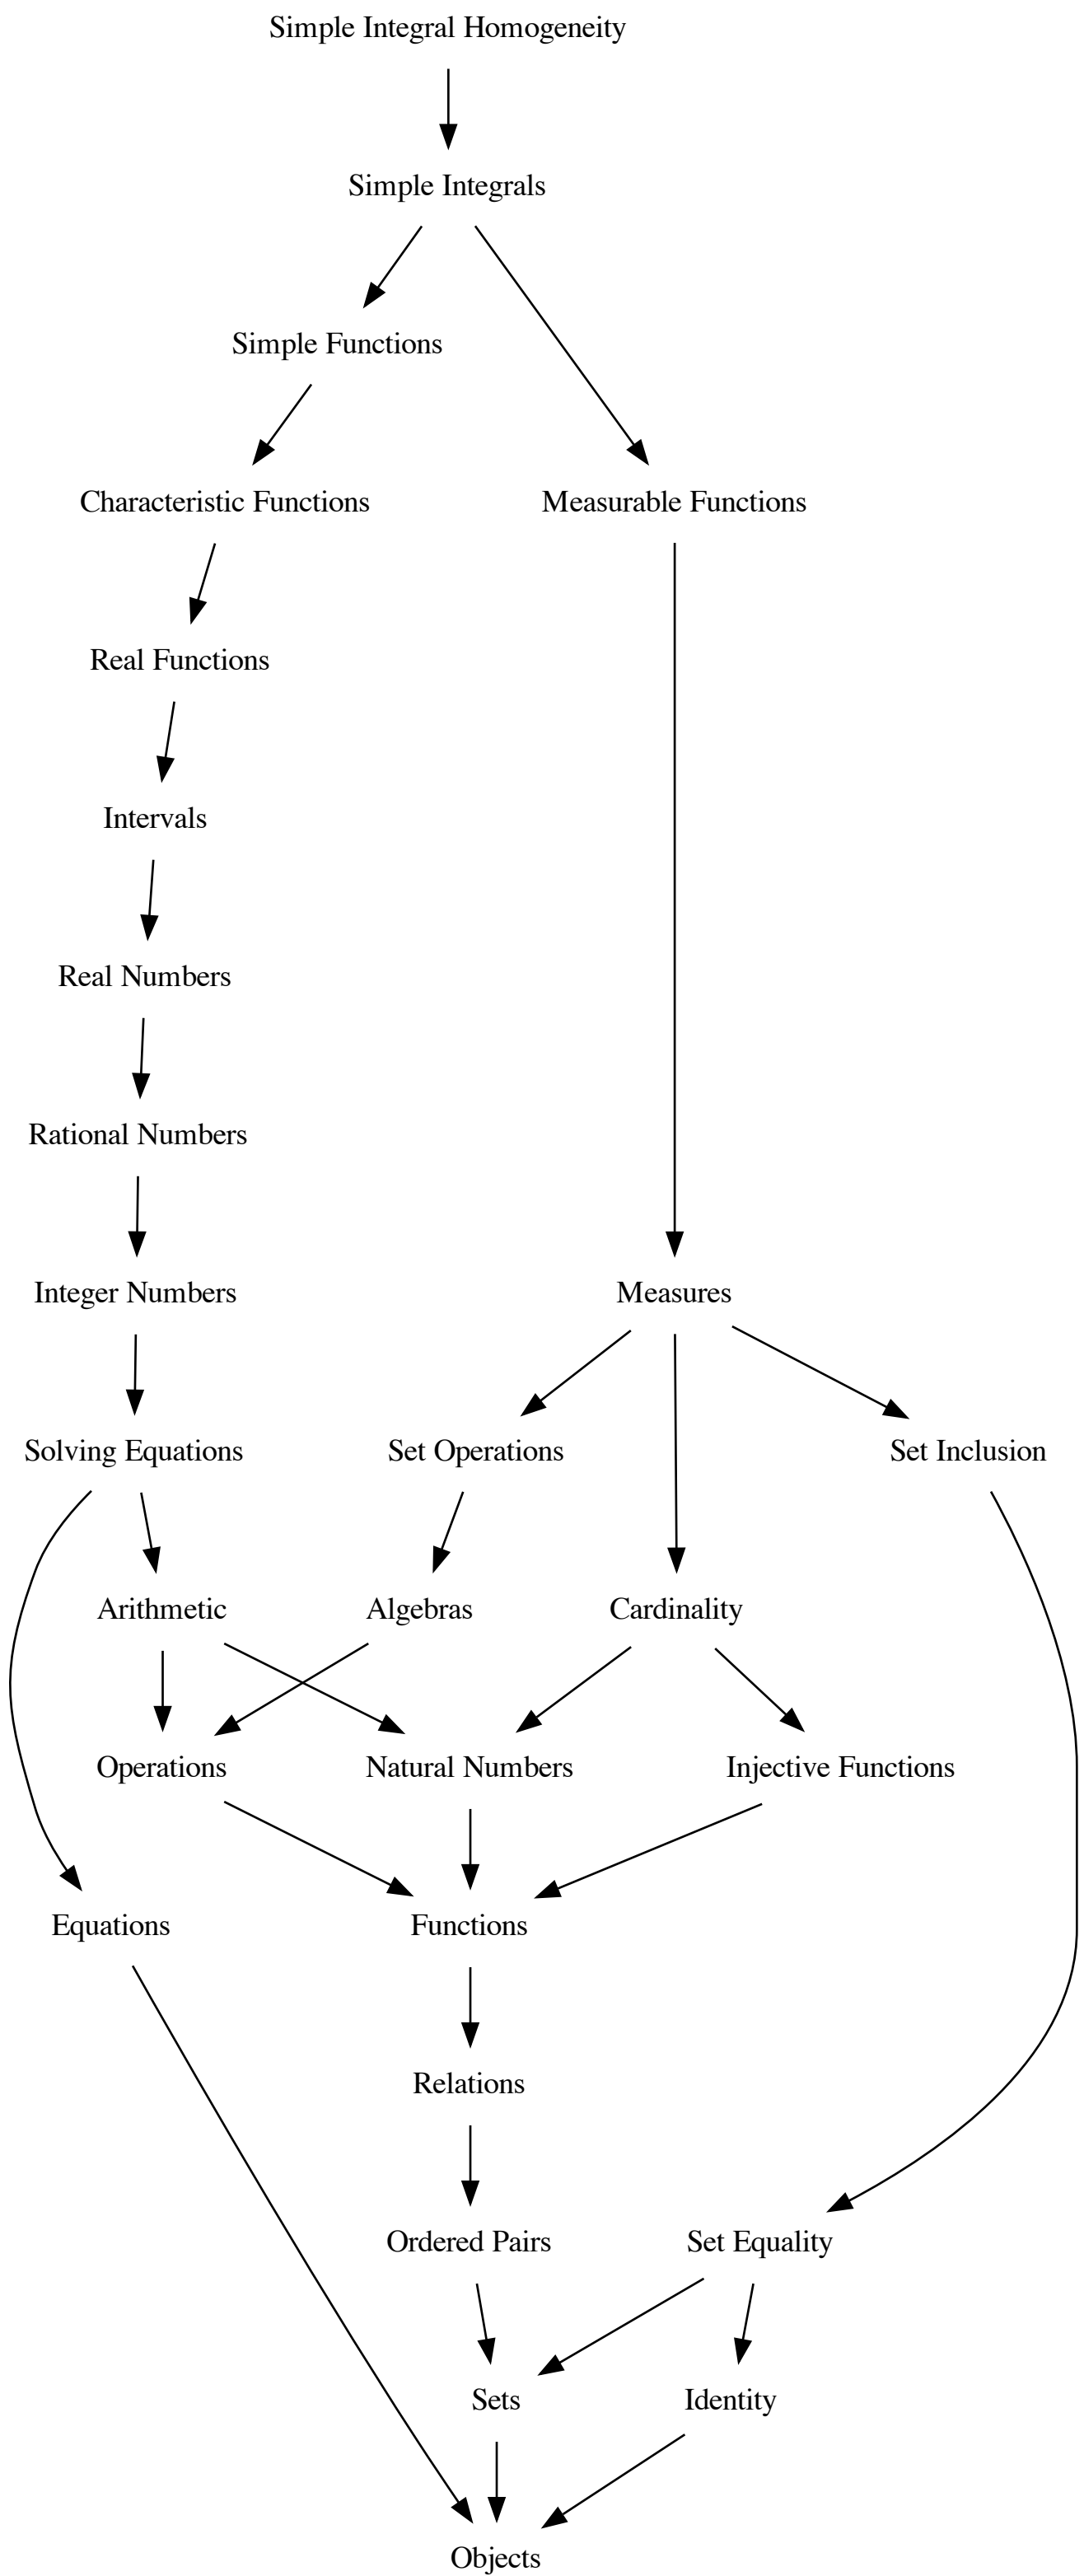 Simple Integral Homogeneity
Simple Integrals
Simple Functions
Characteristic Functions
Measurable Functions
Real Functions
Intervals
Real Numbers
Rational Numbers
Integer Numbers
Measures
Solving Equations
Set Operations
Set Inclusion
Arithmetic
Algebras
Cardinality
Operations
Natural Numbers
Injective Functions
Equations
Functions
Relations
Ordered Pairs
Set Equality
Sets
Identity
Objects